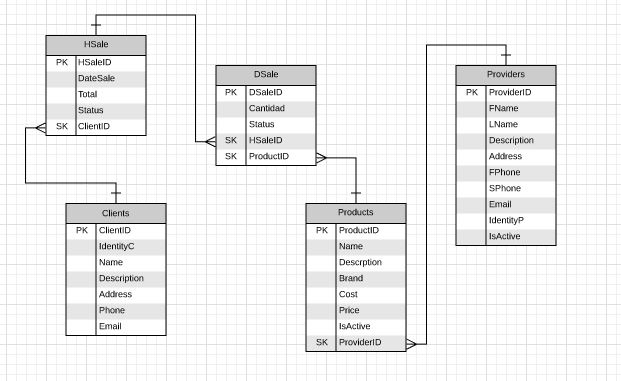 HSale
PK HSaleID
DateSale
Total
Status
SK ClientID
DSale
PK DSaleID
Cantidad
Status
SK HSaleID
SK ProductID
Providers
PK ProviderID
FName
LName
Description
Address
FPhone
SPhone
Email
IdentityP
IsActive
Clients
PK ClientID
IdentityC
Name
Description
Address
Phone
Email
Products
PK ProductID
Name
Descrption
Brand
Cost
Price
IsActive
SK ProviderID